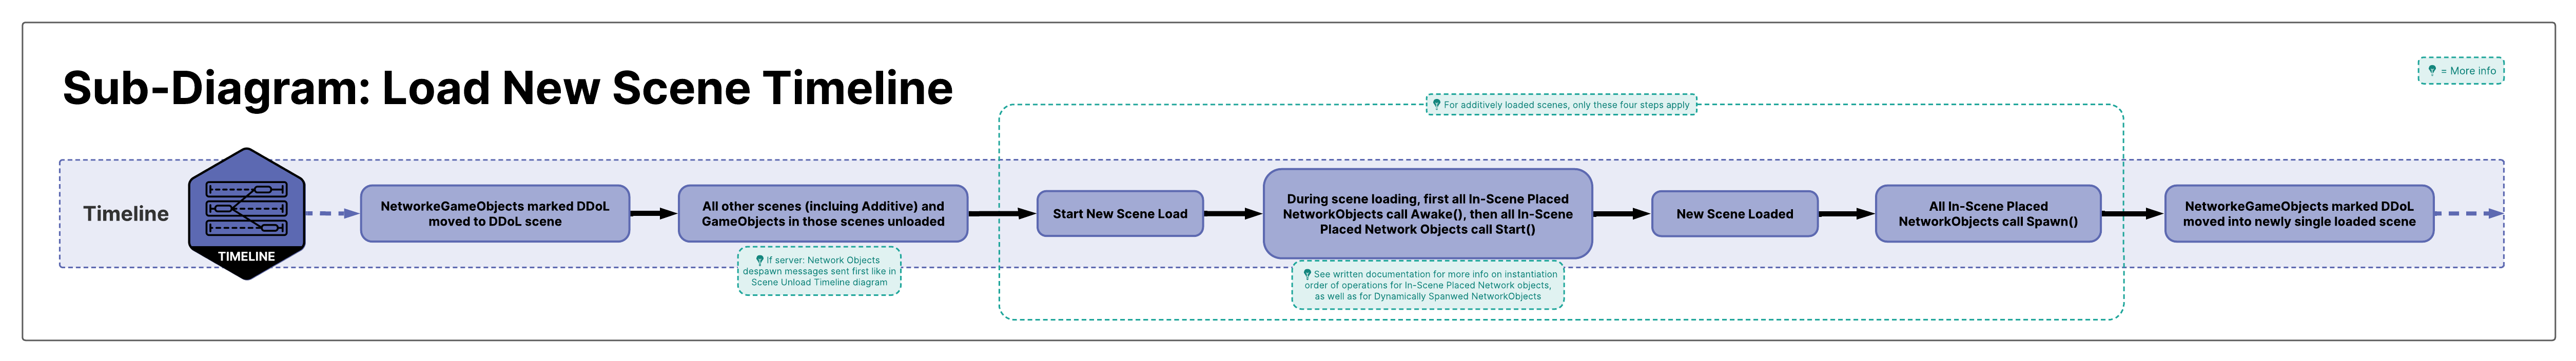 Sub-Diagram: Load New Scene Timeline
= More info
For additively loaded scenes, only these four steps apply
Timeline
TIMELINE
NetworkeGameObjects marked DDoL
moved to DDoL scene
All other scenes (incluing Additive) and
GameObjects in those scenes unloaded
If server: Network Objects
despawn messages sent first like in
Scene Unload Timeline diagram
Start New Scene Load
During scene loading, first all In-Scene Placed
NetworkObjects call Awake(), then all In-Scene
Placed Network Objects call Start()
See written documentation for more info on instantiation
order of operations for In-Scene Placed Network objects,
as well as for Dynamically Spanwed NetworkObjects
New Scene Loaded
All In-Scene Placed
NetworkObjects call Spawn()
NetworkeGameObjects marked DDoL
moved into newly single loaded scene